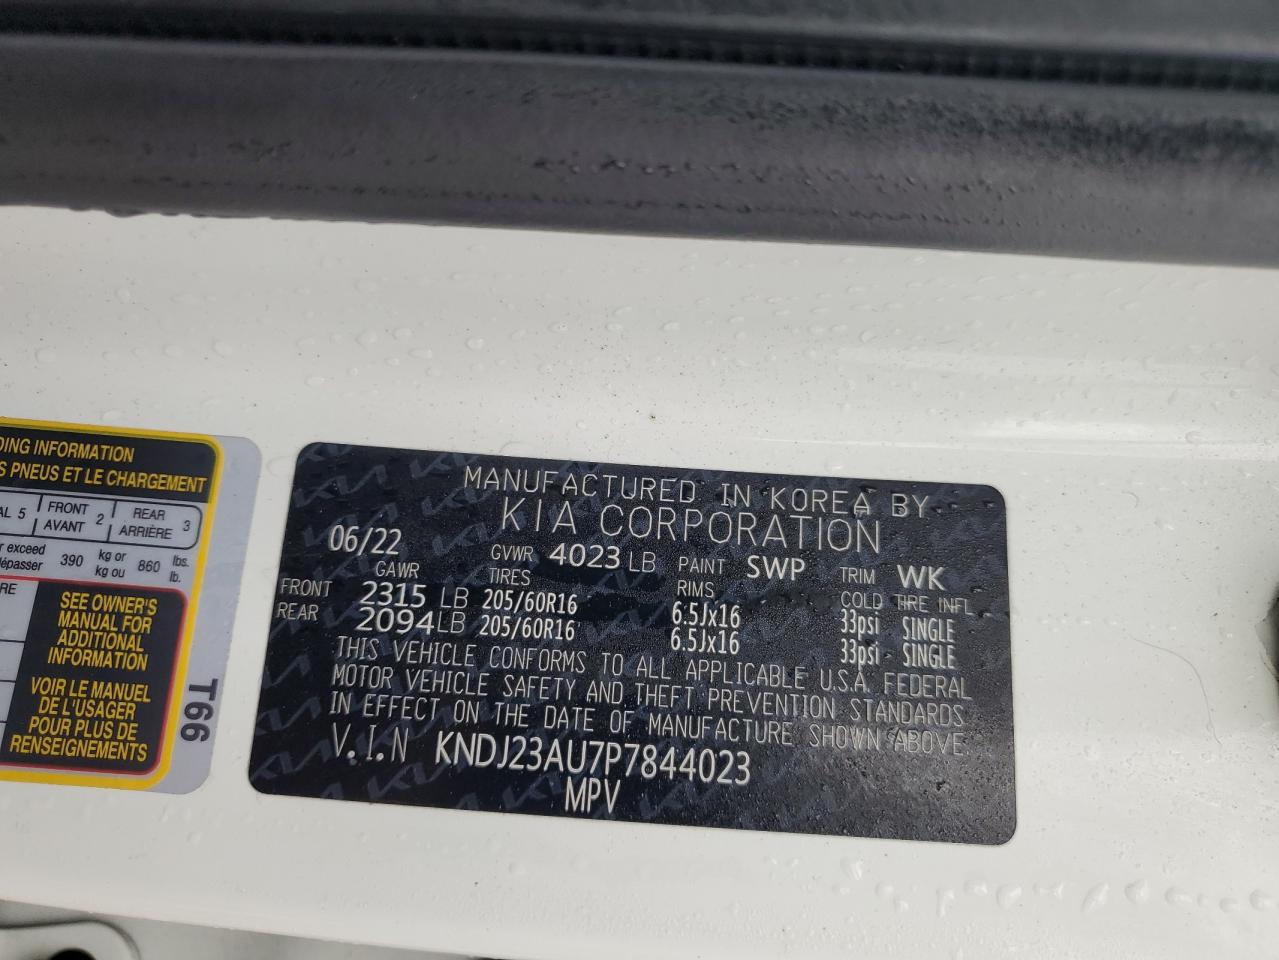 DING INFORMATION
S PNEUS ET LE CHARGEMENT
AL 5 FRONT AVANT 2 REAR ARRIÈRE 3
r exceed dépasser 390 kg or kg ou 860 lbs. lb.
RE
SEE OWNER'S
MANUAL FOR
ADDITIONAL
INFORMATION
VOIR LE MANUEL
DE L'USAGER
POUR PLUS DE
RENSEIGNEMENTS
T66
MANUFACTURED IN KOREA BY
KIA CORPORATION
06/22 GVWR 4023 LB PAINT SWP TRIM WK
GAWR TIRES RIMS COLD TIRE INFL
FRONT 2315 LB 205/60R16 6.5Jx16 33psi SINGLE
REAR 2094LB 205/60R16 6.5Jx16 33psi SINGLE
THIS VEHICLE CONFORMS TO ALL APPLICABLE U.S.A. FEDERAL
MOTOR VEHICLE SAFETY AND THEFT PREVENTION STANDARDS
IN EFFECT ON THE DATE OF MANUFACTURE SHOWN ABOVE.
V.I.N KNDJ23AU7P7844023
MPV